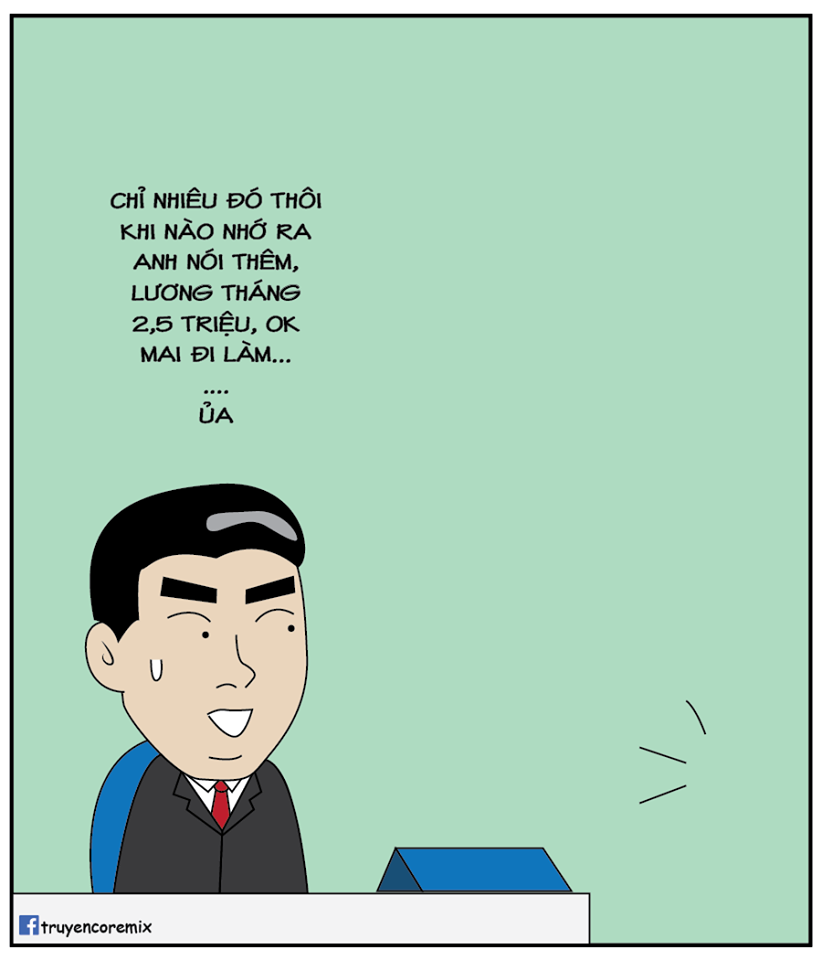 CHỈ NHIÊU ĐÓ THÔI
KHI NÀO NHỚ RA
ANH NÓI THÊM,
LƯƠNG THÁNG
2,5 TRIỆU, OK
MAI ĐI LÀM...
....
ỦA
truyencoremix